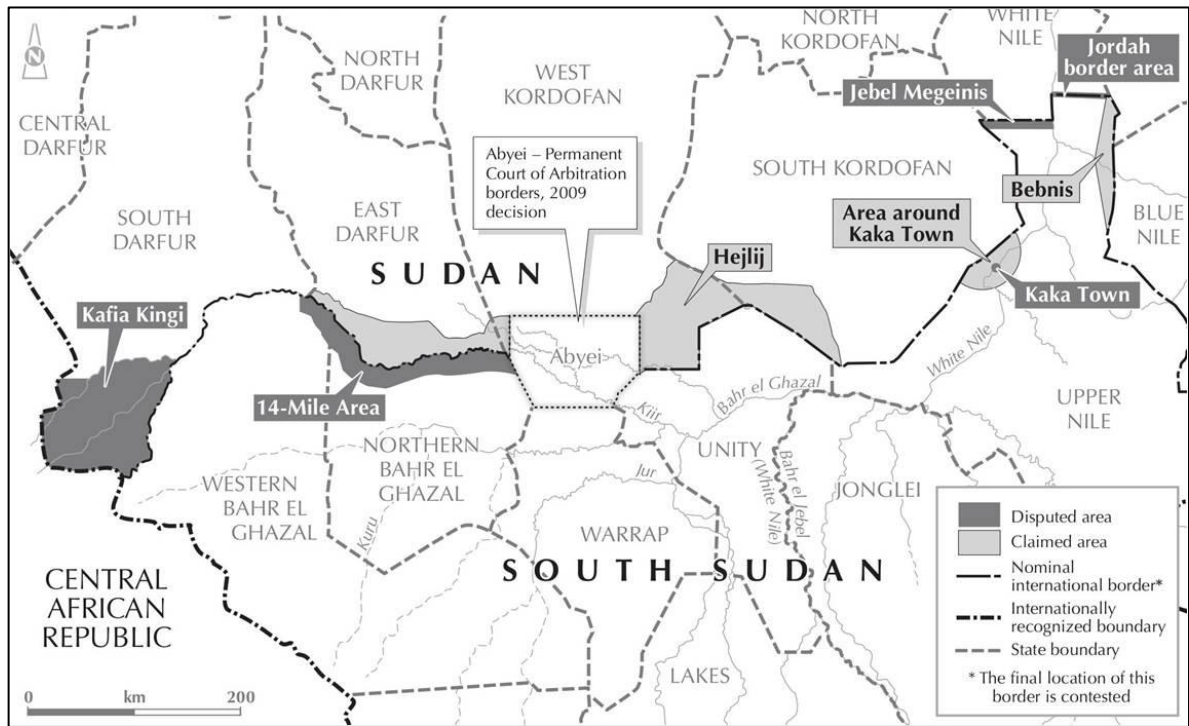 N
NORTH
DARFUR
WEST
KORDOFAN
NORTH
KORDOFAN
WHITE
NILE
Jordah
border area
Jebel Megeinis
CENTRAL
DARFUR
Abyei – Permanent
Court of Arbitration
borders, 2009
decision
SOUTH KORDOFAN
Bebnis
SOUTH
DARFUR
EAST
DARFUR
Area around
Kaka Town
BLUE
NILE
SUDAN
Hejlij
Kaka Town
Kafia Kingi
Abyei
White Nile
14-Mile Area
Kiir
Bahr el Ghazal
UPPER
NILE
NORTHERN
BAHR EL
GHAZAL
UNITY
Jur
WESTERN
BAHR EL
GHAZAL
Kuru
WARRAP
Bahr el Jebel
(White Nile)
JONGLEI
SOUTH SUDAN
CENTRAL
AFRICAN
REPUBLIC
LAKES
0 km 200
Disputed area
Claimed area
Nominal
international border*
Internationally
recognized boundary
State boundary
* The final location of this
border is contested